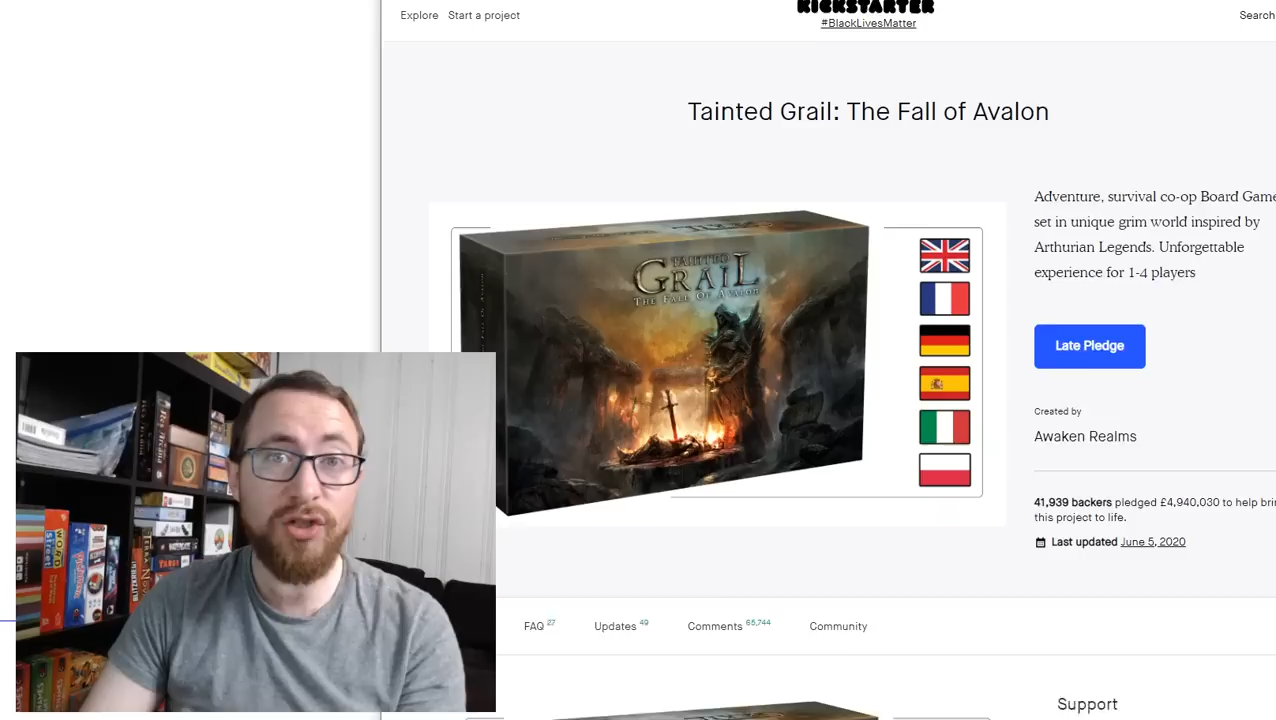 KICKSTARTER
Explore Start a project
#BlackLivesMatter
Search
Tainted Grail: The Fall of Avalon
TAINTED
GRAIL
THE FALL OF AVALON
Adventure, survival co-op Board Game
set in unique grim world inspired by
Arthurian Legends. Unforgettable
experience for 1-4 players
Late Pledge
Created by
Awaken Realms
41,939 backers pledged £4,940,030 to help brin
this project to life.
Last updated June 5, 2020
FAQ 27 Updates 49 Comments 65,744 Community
Support
WORD